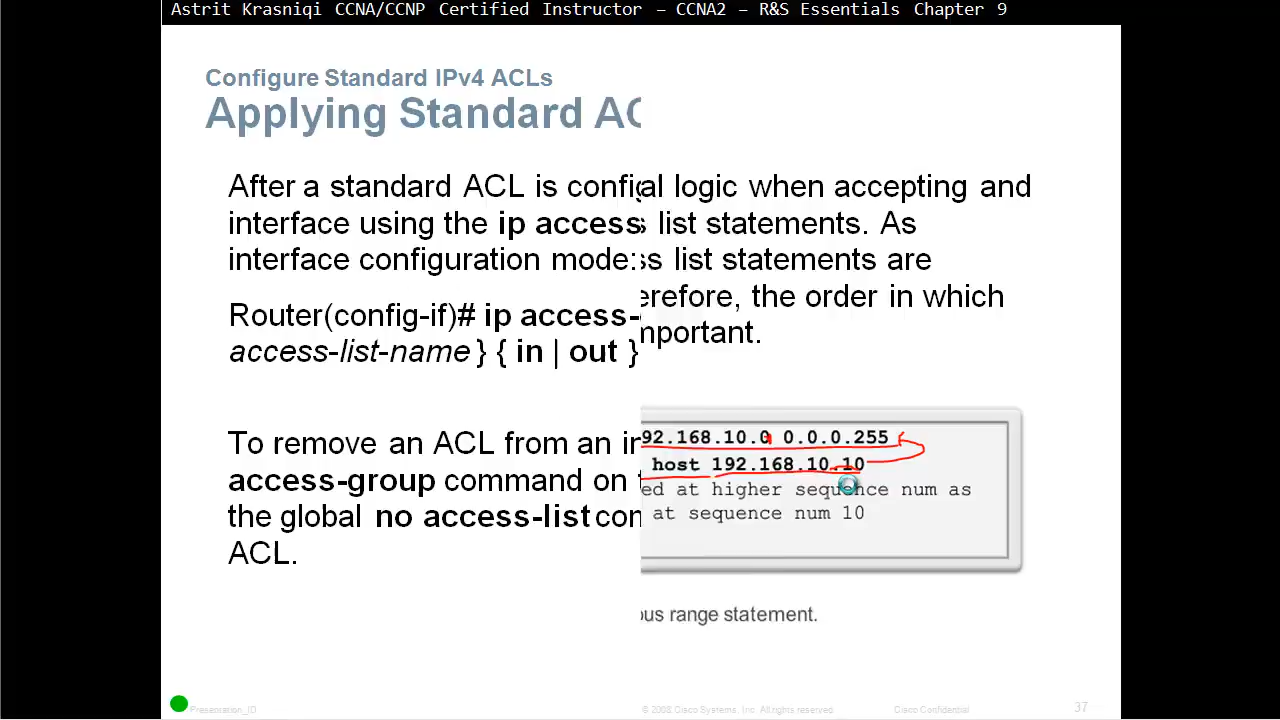 Astrit Krasniqi CCNA/CCNP Certified Instructor – CCNA2 – R&S Essentials Chapter 9
Configure Standard IPv4 ACLs
Applying Standard AC
After a standard ACL is config
interface using the ip access
interface configuration mode:
Router(config-if)# ip access-
access-list-name } { in | out }
To remove an ACL from an in
access-group command on t
the global no access-list com
ACL.
al logic when accepting and
s list statements. As
ss list statements are
erefore, the order in which
mportant.
92.168.10.0 0.0.0.255
host 192.168.10.10
ed at higher sequence num as
at sequence num 10
ous range statement.
Presentation_ID
© 2008 Cisco Systems, Inc. All rights reserved.
Cisco Confidential
37